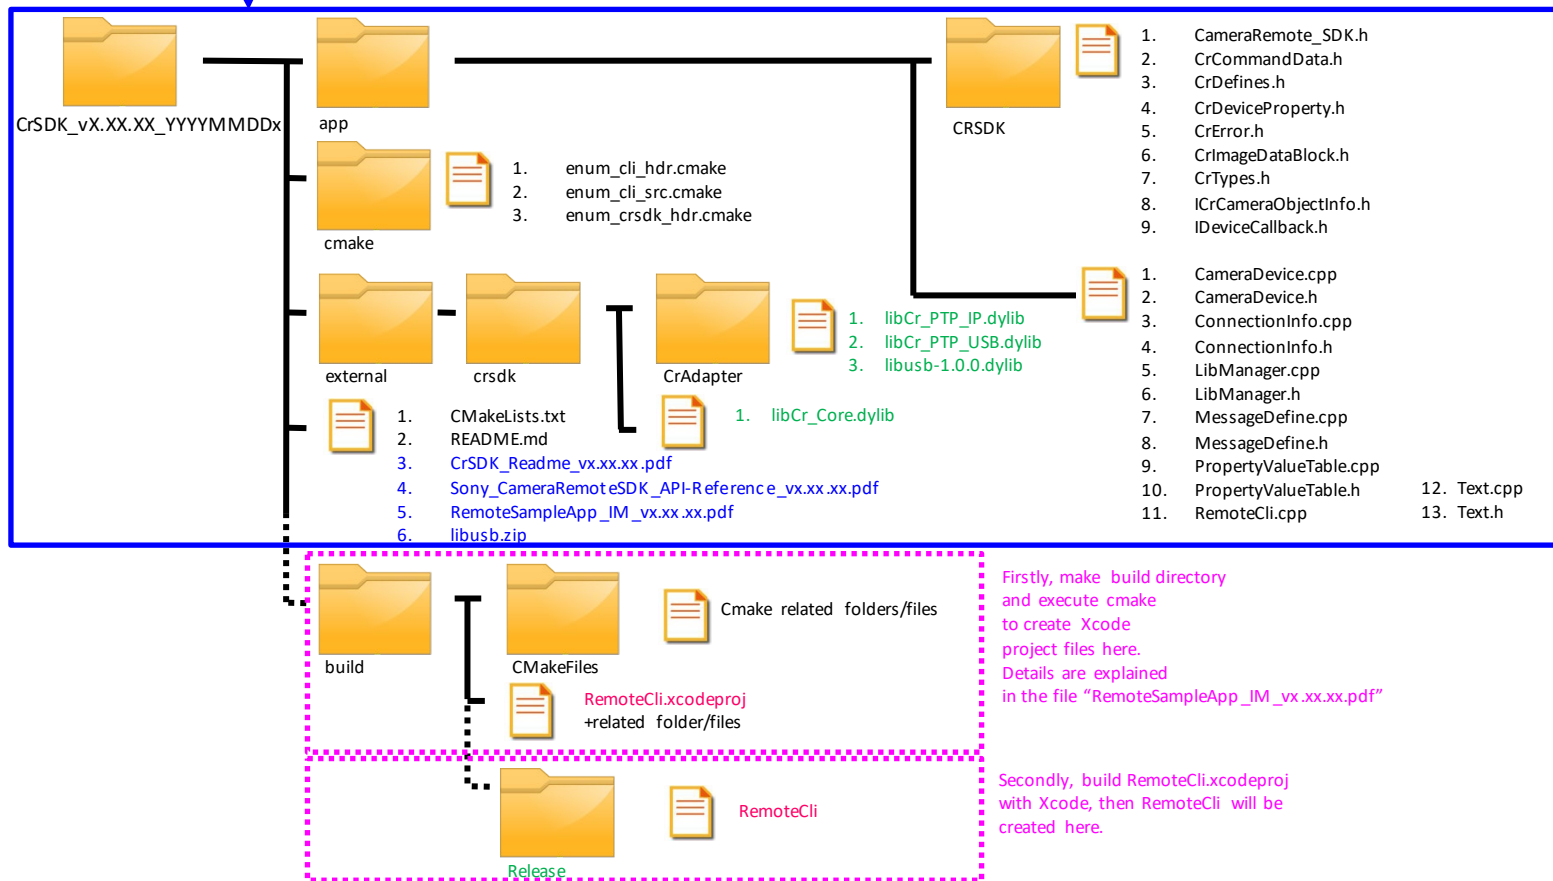 CrSDK_vX.XX.XX_YYYYMMDDx
app
CRSDK
1. CameraRemote_SDK.h
2. CrCommandData.h
3. CrDefines.h
4. CrDeviceProperty.h
5. CrError.h
6. CrImageDataBlock.h
7. CrTypes.h
8. ICrCameraObjectInfo.h
9. IDeviceCallback.h
cmake
1. enum_cli_hdr.cmake
2. enum_cli_src.cmake
3. enum_crsdk_hdr.cmake
1. CameraDevice.cpp
2. CameraDevice.h
3. ConnectionInfo.cpp
4. ConnectionInfo.h
5. LibManager.cpp
6. LibManager.h
7. MessageDefine.cpp
8. MessageDefine.h
9. PropertyValueTable.cpp
10. PropertyValueTable.h
11. RemoteCli.cpp
12. Text.cpp
13. Text.h
external
crsdk
CrAdapter
1. libCr_PTP_IP.dylib
2. libCr_PTP_USB.dylib
3. libusb-1.0.0.dylib
1. libCr_Core.dylib
1. CMakeLists.txt
2. README.md
3. CrSDK_Readme_vx.xx.xx.pdf
4. Sony_CameraRemoteSDK_API-Reference_vx.xx.xx.pdf
5. RemoteSampleApp_IM_vx.xx.xx.pdf
6. libusb.zip
build
CMakeFiles
Cmake related folders/files
RemoteCli.xcodeproj
+related folder/files
Firstly, make build directory
and execute cmake
to create Xcode
project files here.
Details are explained
in the file “RemoteSampleApp_IM_vx.xx.xx.pdf”
Release
RemoteCli
Secondly, build RemoteCli.xcodeproj
with Xcode, then RemoteCli will be
created here.